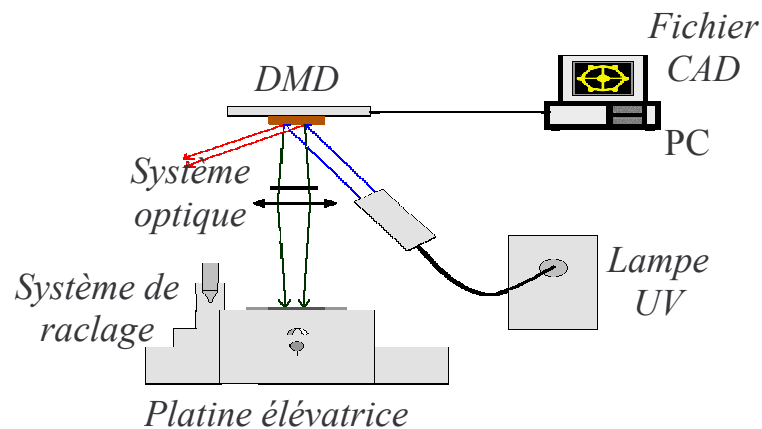 Fichier
CAD
DMD
PC
Système
optique
Lampe
UV
Système de
raclage
Platine élévatrice